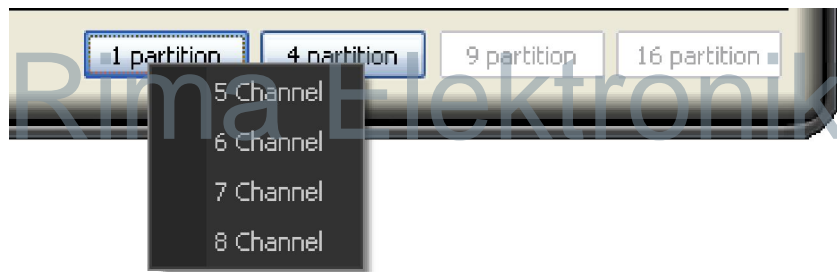 1 partition 4 partition 9 partition 16 partition
5 Channel
6 Channel
7 Channel
8 Channel
Rima Elektronik